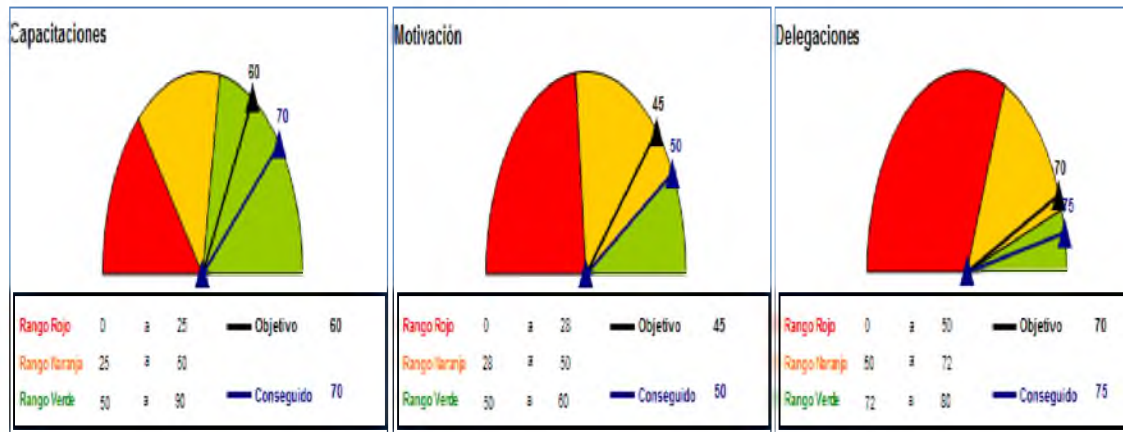 Capacitaciones
60
70
Rango Rojo 0 a 25
Objetivo 60
Rango Naranja 25 a 50
Rango Verde 50 a 90
Conseguido 70
Motivación
45
50
Rango Rojo 0 a 28
Objetivo 45
Rango Naranja 28 a 50
Rango Verde 50 a 60
Conseguido 50
Delegaciones
70
75
Rango Rojo 0 a 50
Objetivo 70
Rango Naranja 50 a 72
Rango Verde 72 a 80
Conseguido 75